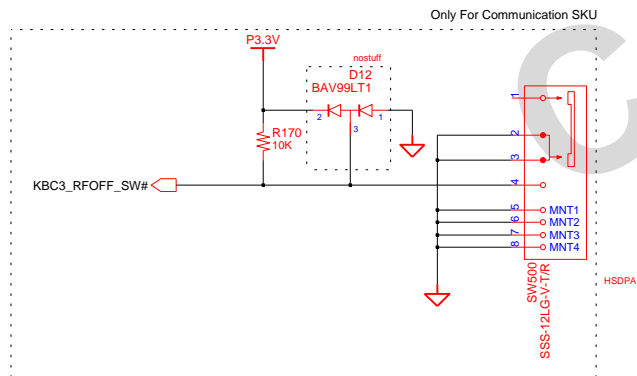 Only For Communication SKU
P3.3V
nostuff
D12
BAV99LT1
2
1
3
R170
10K
KBC3_RFOFF_SW#
1
2
3
4
5 MNT1
6 MNT2
7 MNT3
8 MNT4
SW500
SSS-12LG-V-T/R
HSDPA
C